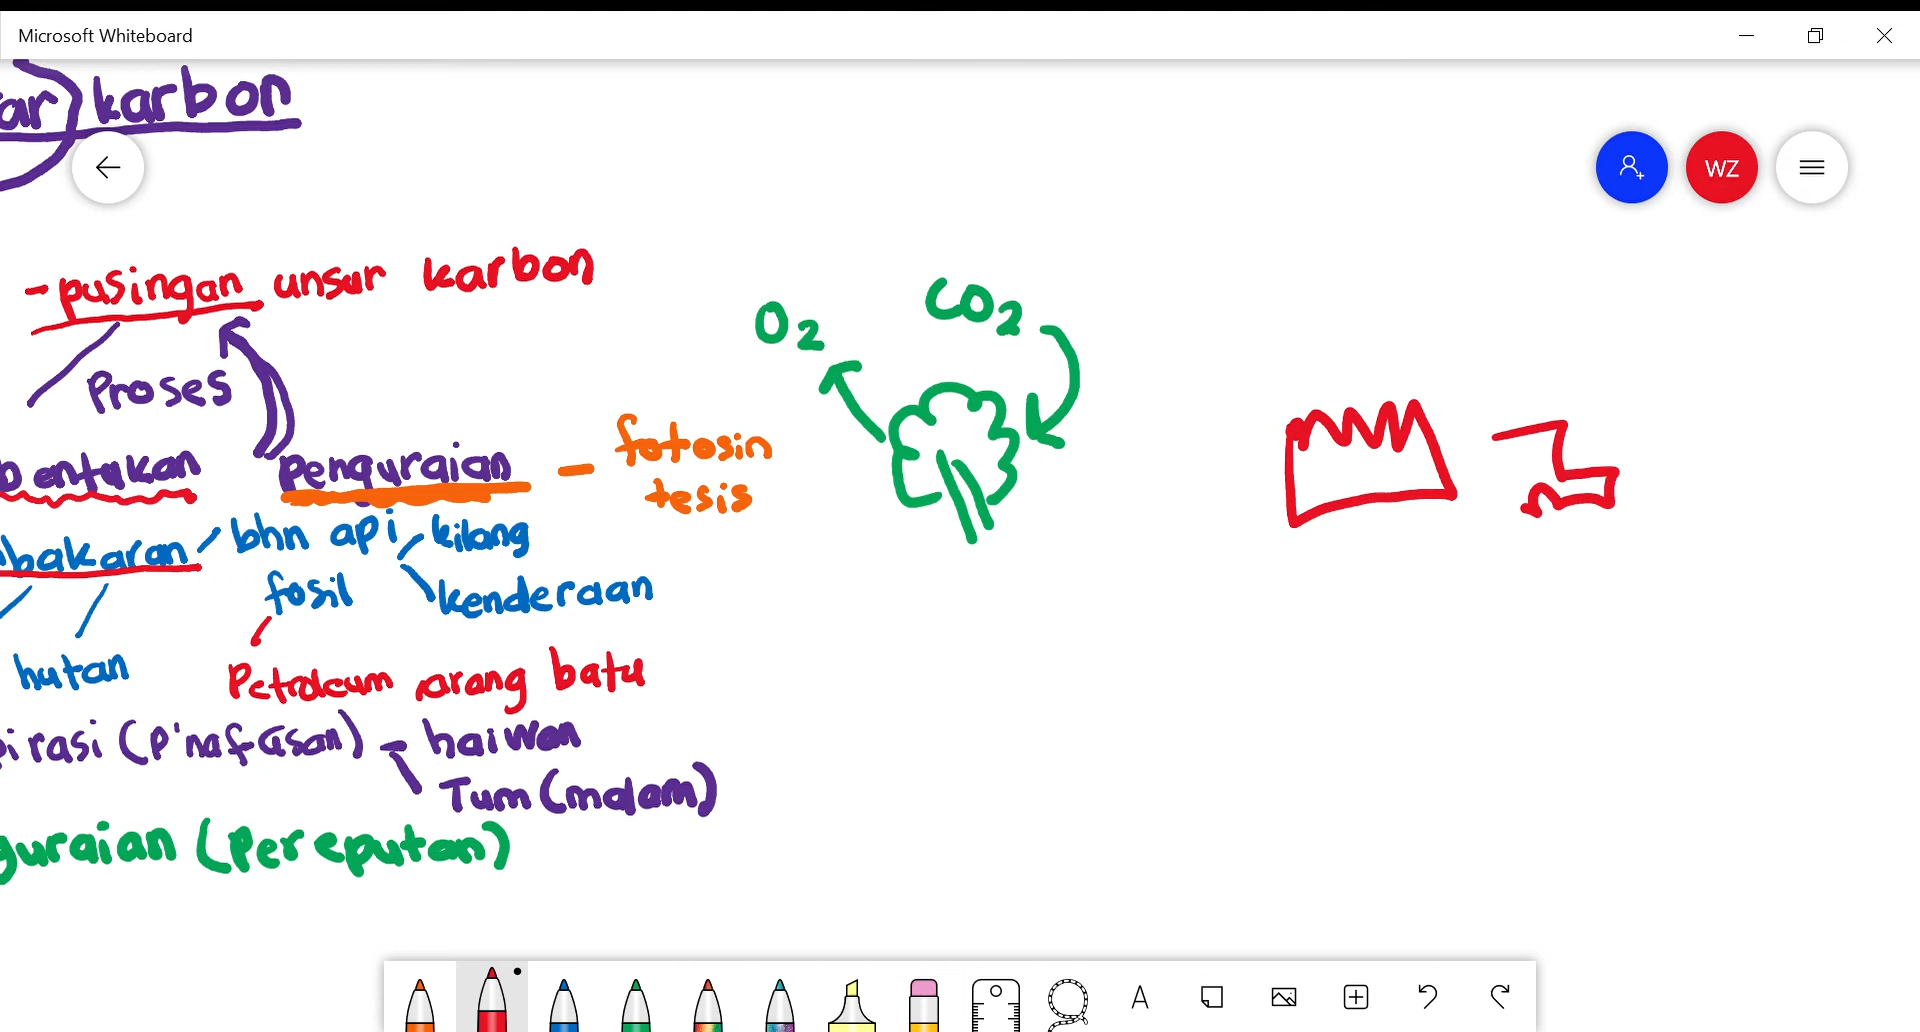 Microsoft Whiteboard
ar) karbon
WZ
- pusingan unsur karbon
Proses
O2
CO2
bentukan
Penguraian - fotosin
tesis
bakaran
bhn api
kilang
fosil
kenderaan
hutan
Petroleum arang batu
irasi (p'nafasan) - haiwan
Tum (malam)
guraian (Pereputan)
A